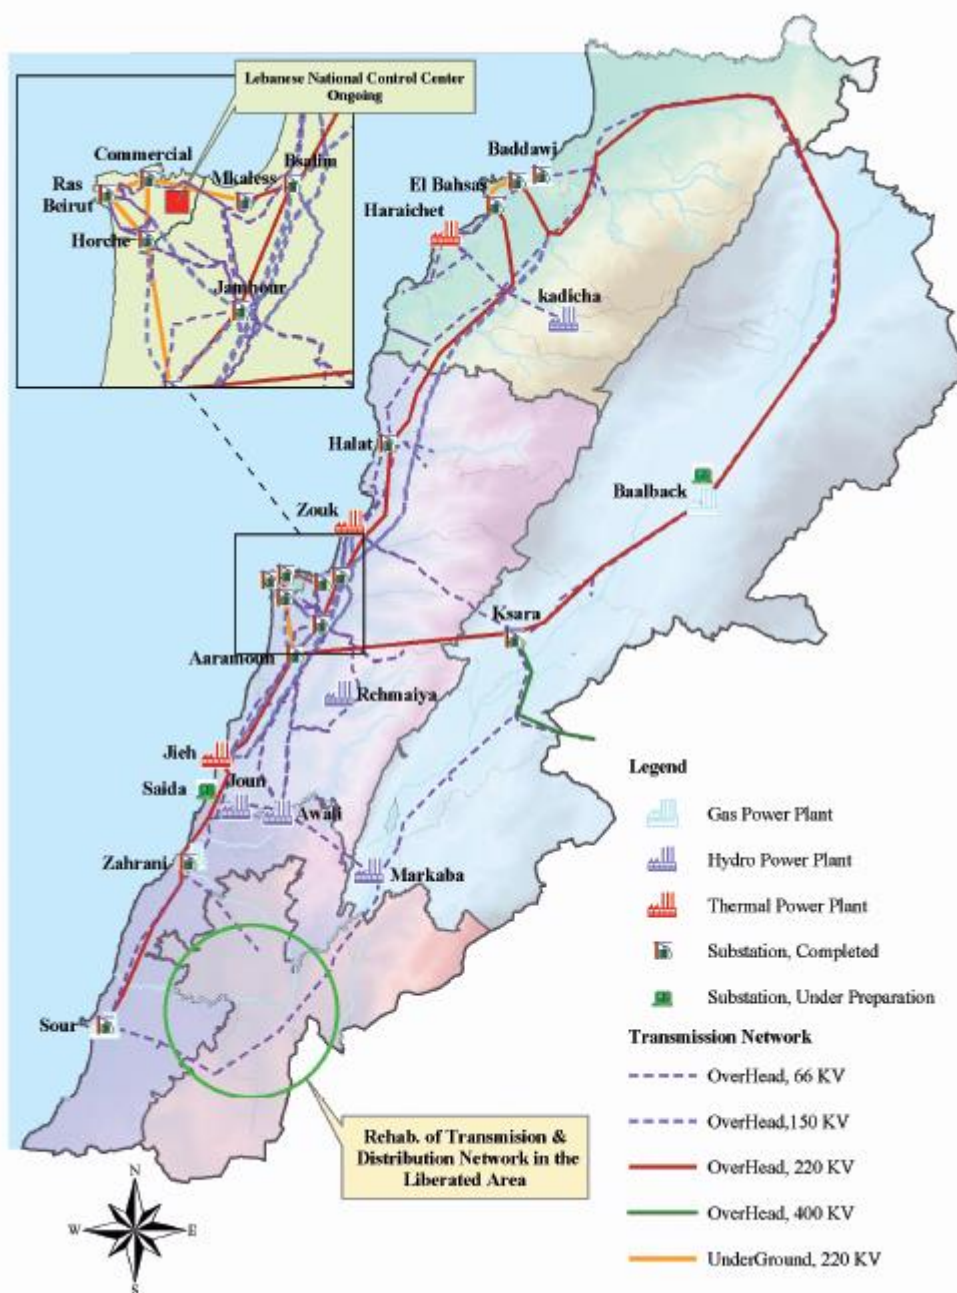 Lebanese National Control Center
Ongoing
Commercial
Bsalim
Mkaless
Ras
Beirut
Horche
Jamhour
Baddawi
El Bahsas
Haraichet
kadicha
Halat
Zouk
Baalback
Ksara
Aaramoun
Rchmaiya
Jieh
Saida
Joun
Awali
Zahrani
Markaba
Sour
Rehab. of Transmision &
Distribution Network in the
Liberated Area
N
W
E
S
Legend
Gas Power Plant
Hydro Power Plant
Thermal Power Plant
Substation, Completed
Substation, Under Preparation
Transmission Network
OverHead, 66 KV
OverHead,150 KV
OverHead, 220 KV
OverHead, 400 KV
UnderGround, 220 KV